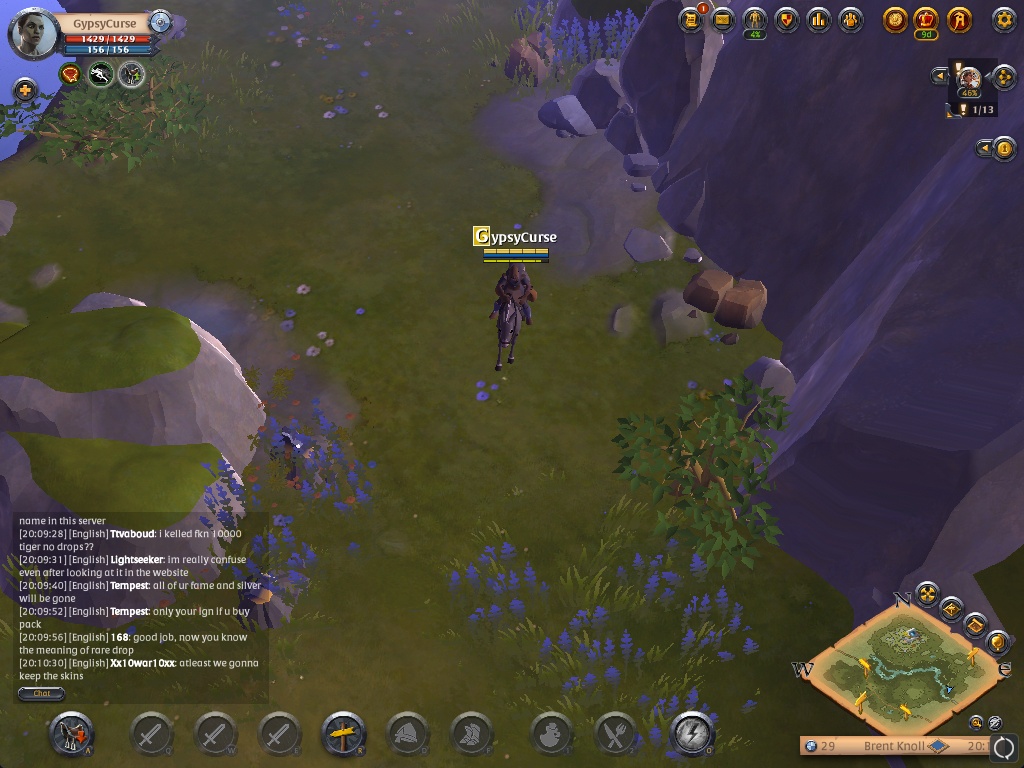 GypsyCurse
1429 / 1429
156 / 156
1
4%
9d
46%
1/13
1
GypsyCurse
name in this server
[20:09:28] [English] Ttvaboud: i kelled fkn 10000
tiger no drops ??
[20:09:31] [English] Lightseeker: im really confuse
even after looking at it in the website
[20:09:40] [English] Tempest: all of ur fame and silver
will be gone
[20:09:52] [English] Tempest: only your ign if u buy
pack
[20:09:56] [English] 168: good job, now you know
the meaning of rare drop
[20:10:30] [English] Xx10war10xx: atleast we gonna
keep the skins
Chat
N
W E
A Q W E R D F
29 Brent Knoll 20: